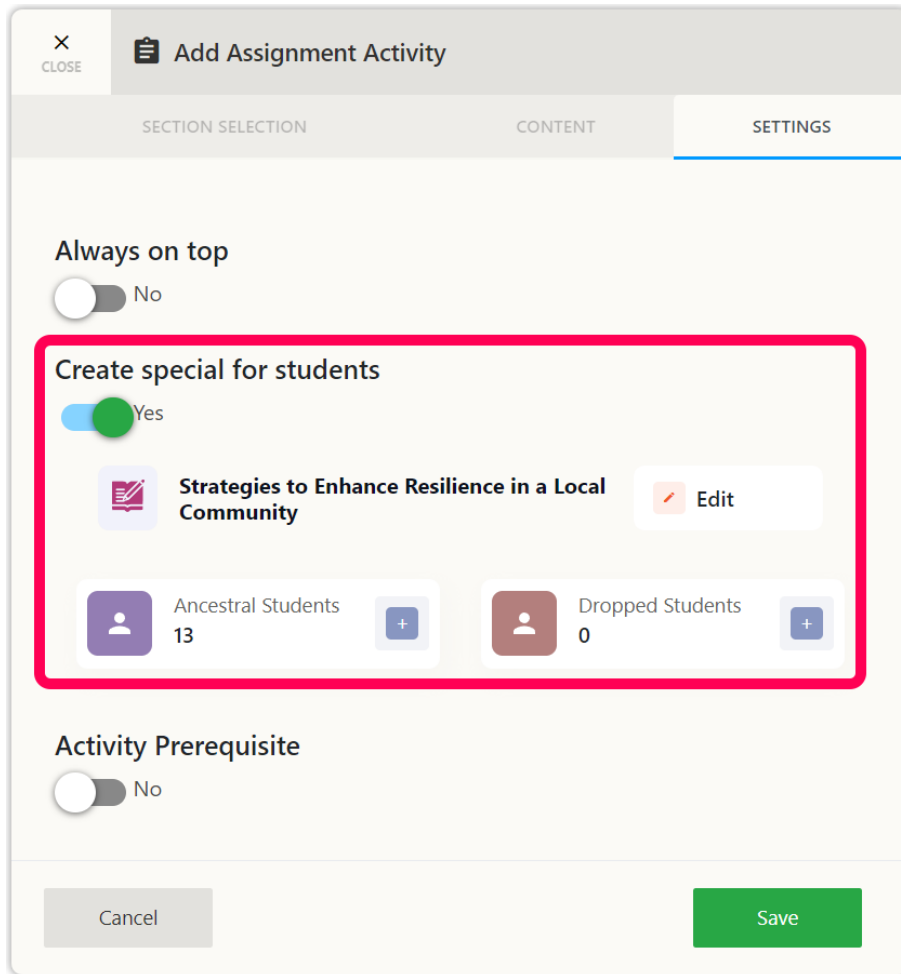 × CLOSE
Add Assignment Activity
SECTION SELECTION CONTENT SETTINGS
Always on top
No
Create special for students
Yes
Strategies to Enhance Resilience in a Local
Community
Edit
Ancestral Students
13
+
Dropped Students
0
+
Activity Prerequisite
No
Cancel Save